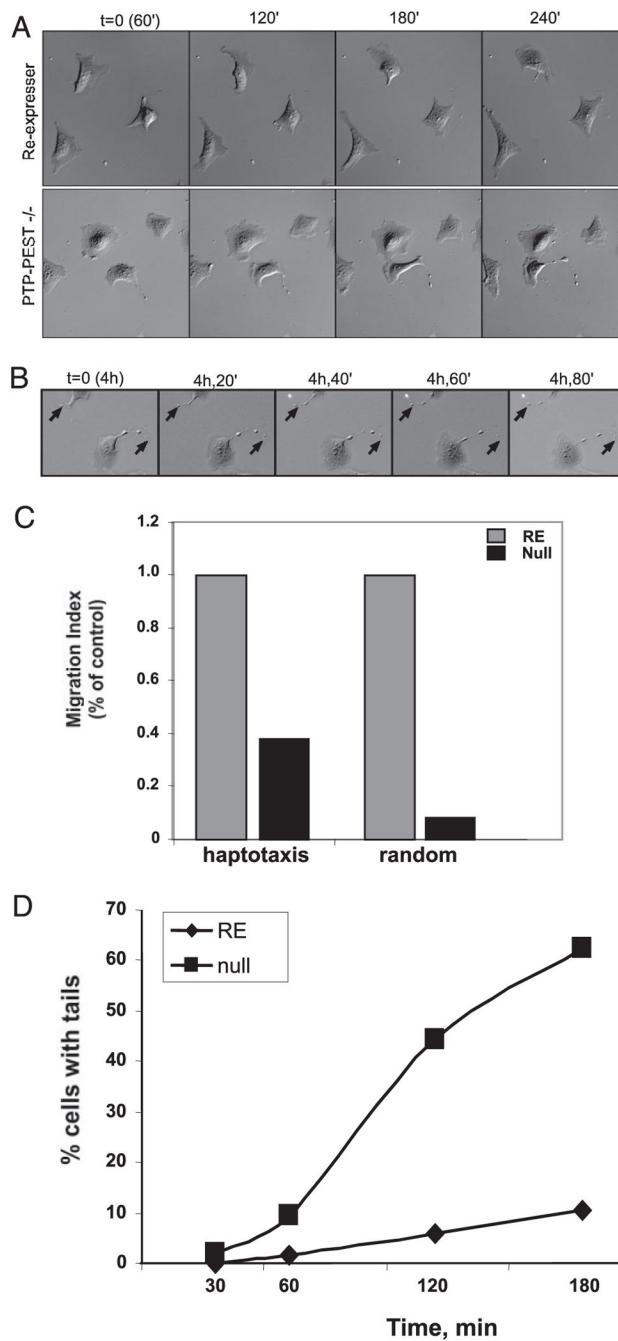 A
t=0 (60') 120' 180' 240'
Re-expresser
PTP-PEST -/-
B
t=0 (4h) 4h,20' 4h,40' 4h,60' 4h,80'
C
Migration Index
(% of control)
1.2
1.0
0.8
0.6
0.4
0.2
0
RE
Null
haptotaxis random
D
% cells with tails
70
60
50
40
30
20
10
0
RE
null
30 60 120 180
Time, min